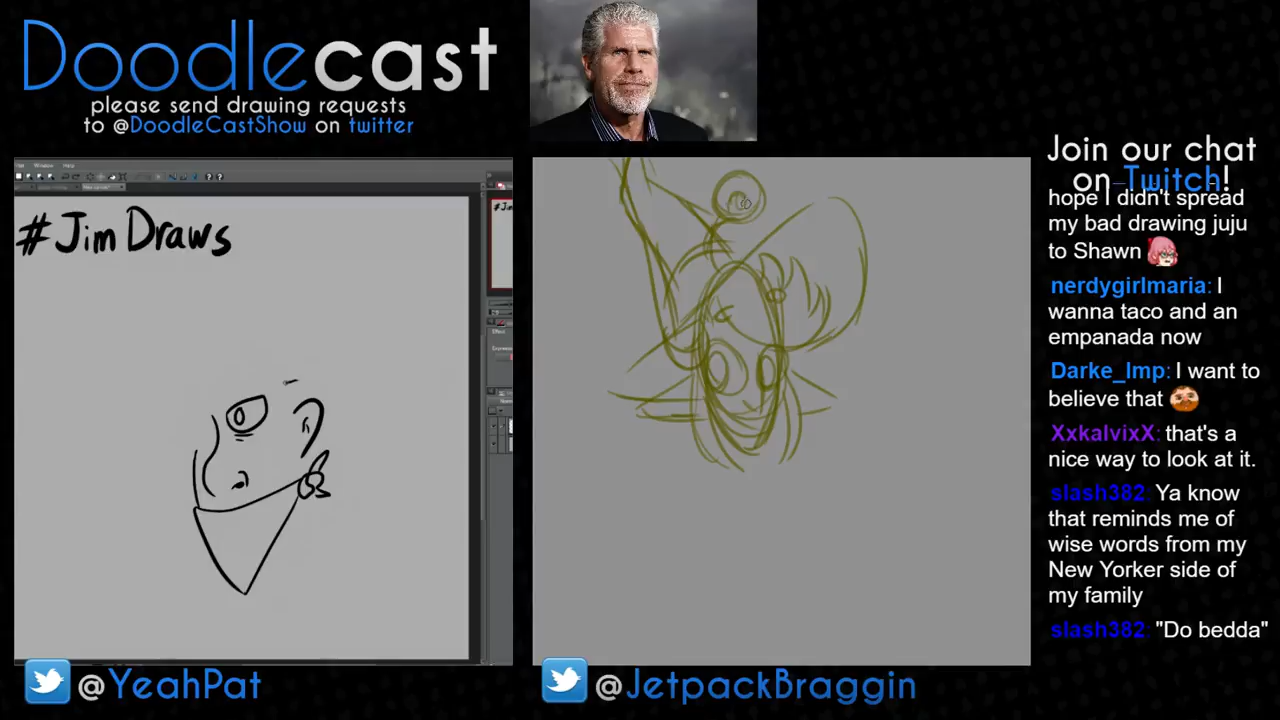 Doodlecast
please send drawing requests
to @DoodleCastShow on twitter
Window Help
#JimDraws
@YeahPat
@JetpackBraggin
Join our chat
on Twitch!
hope I didn't spread
my bad drawing juju
to Shawn
nerdygirlmaria: I
wanna taco and an
empanada now
Darke_Imp: I want to
believe that
XxkalvixX: that's a
nice way to look at it.
slash382: Ya know
that reminds me of
wise words from my
New Yorker side of
my family
slash382: "Do bedda"